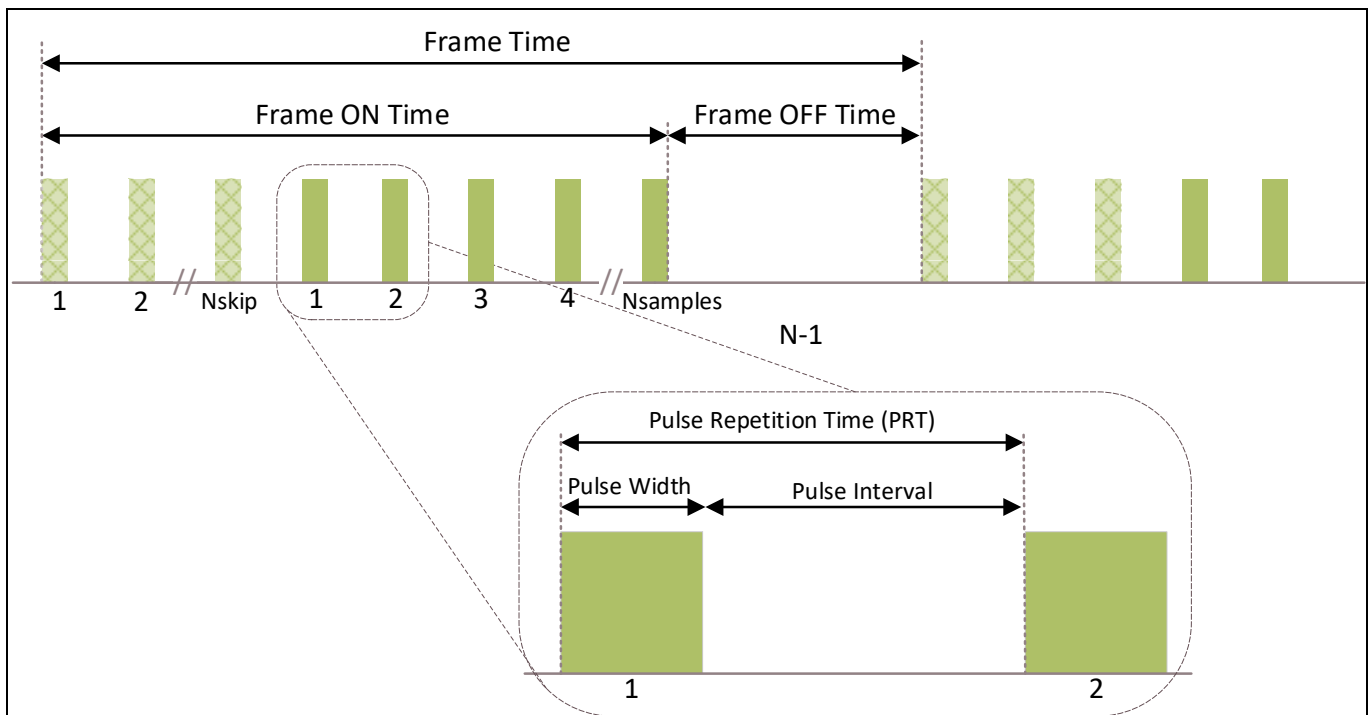 Frame Time
Frame ON Time Frame OFF Time
1 2 // Nskip 1 2 3 4 // Nsamples
N-1
Pulse Repetition Time (PRT)
Pulse Width Pulse Interval
1 2